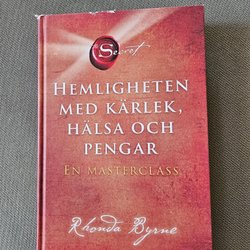 The Secret
HEMLIGHETEN
MED KÄRLEK,
HÄLSA OCH
PENGAR
EN MASTERCLASS
Rhonda Byrne